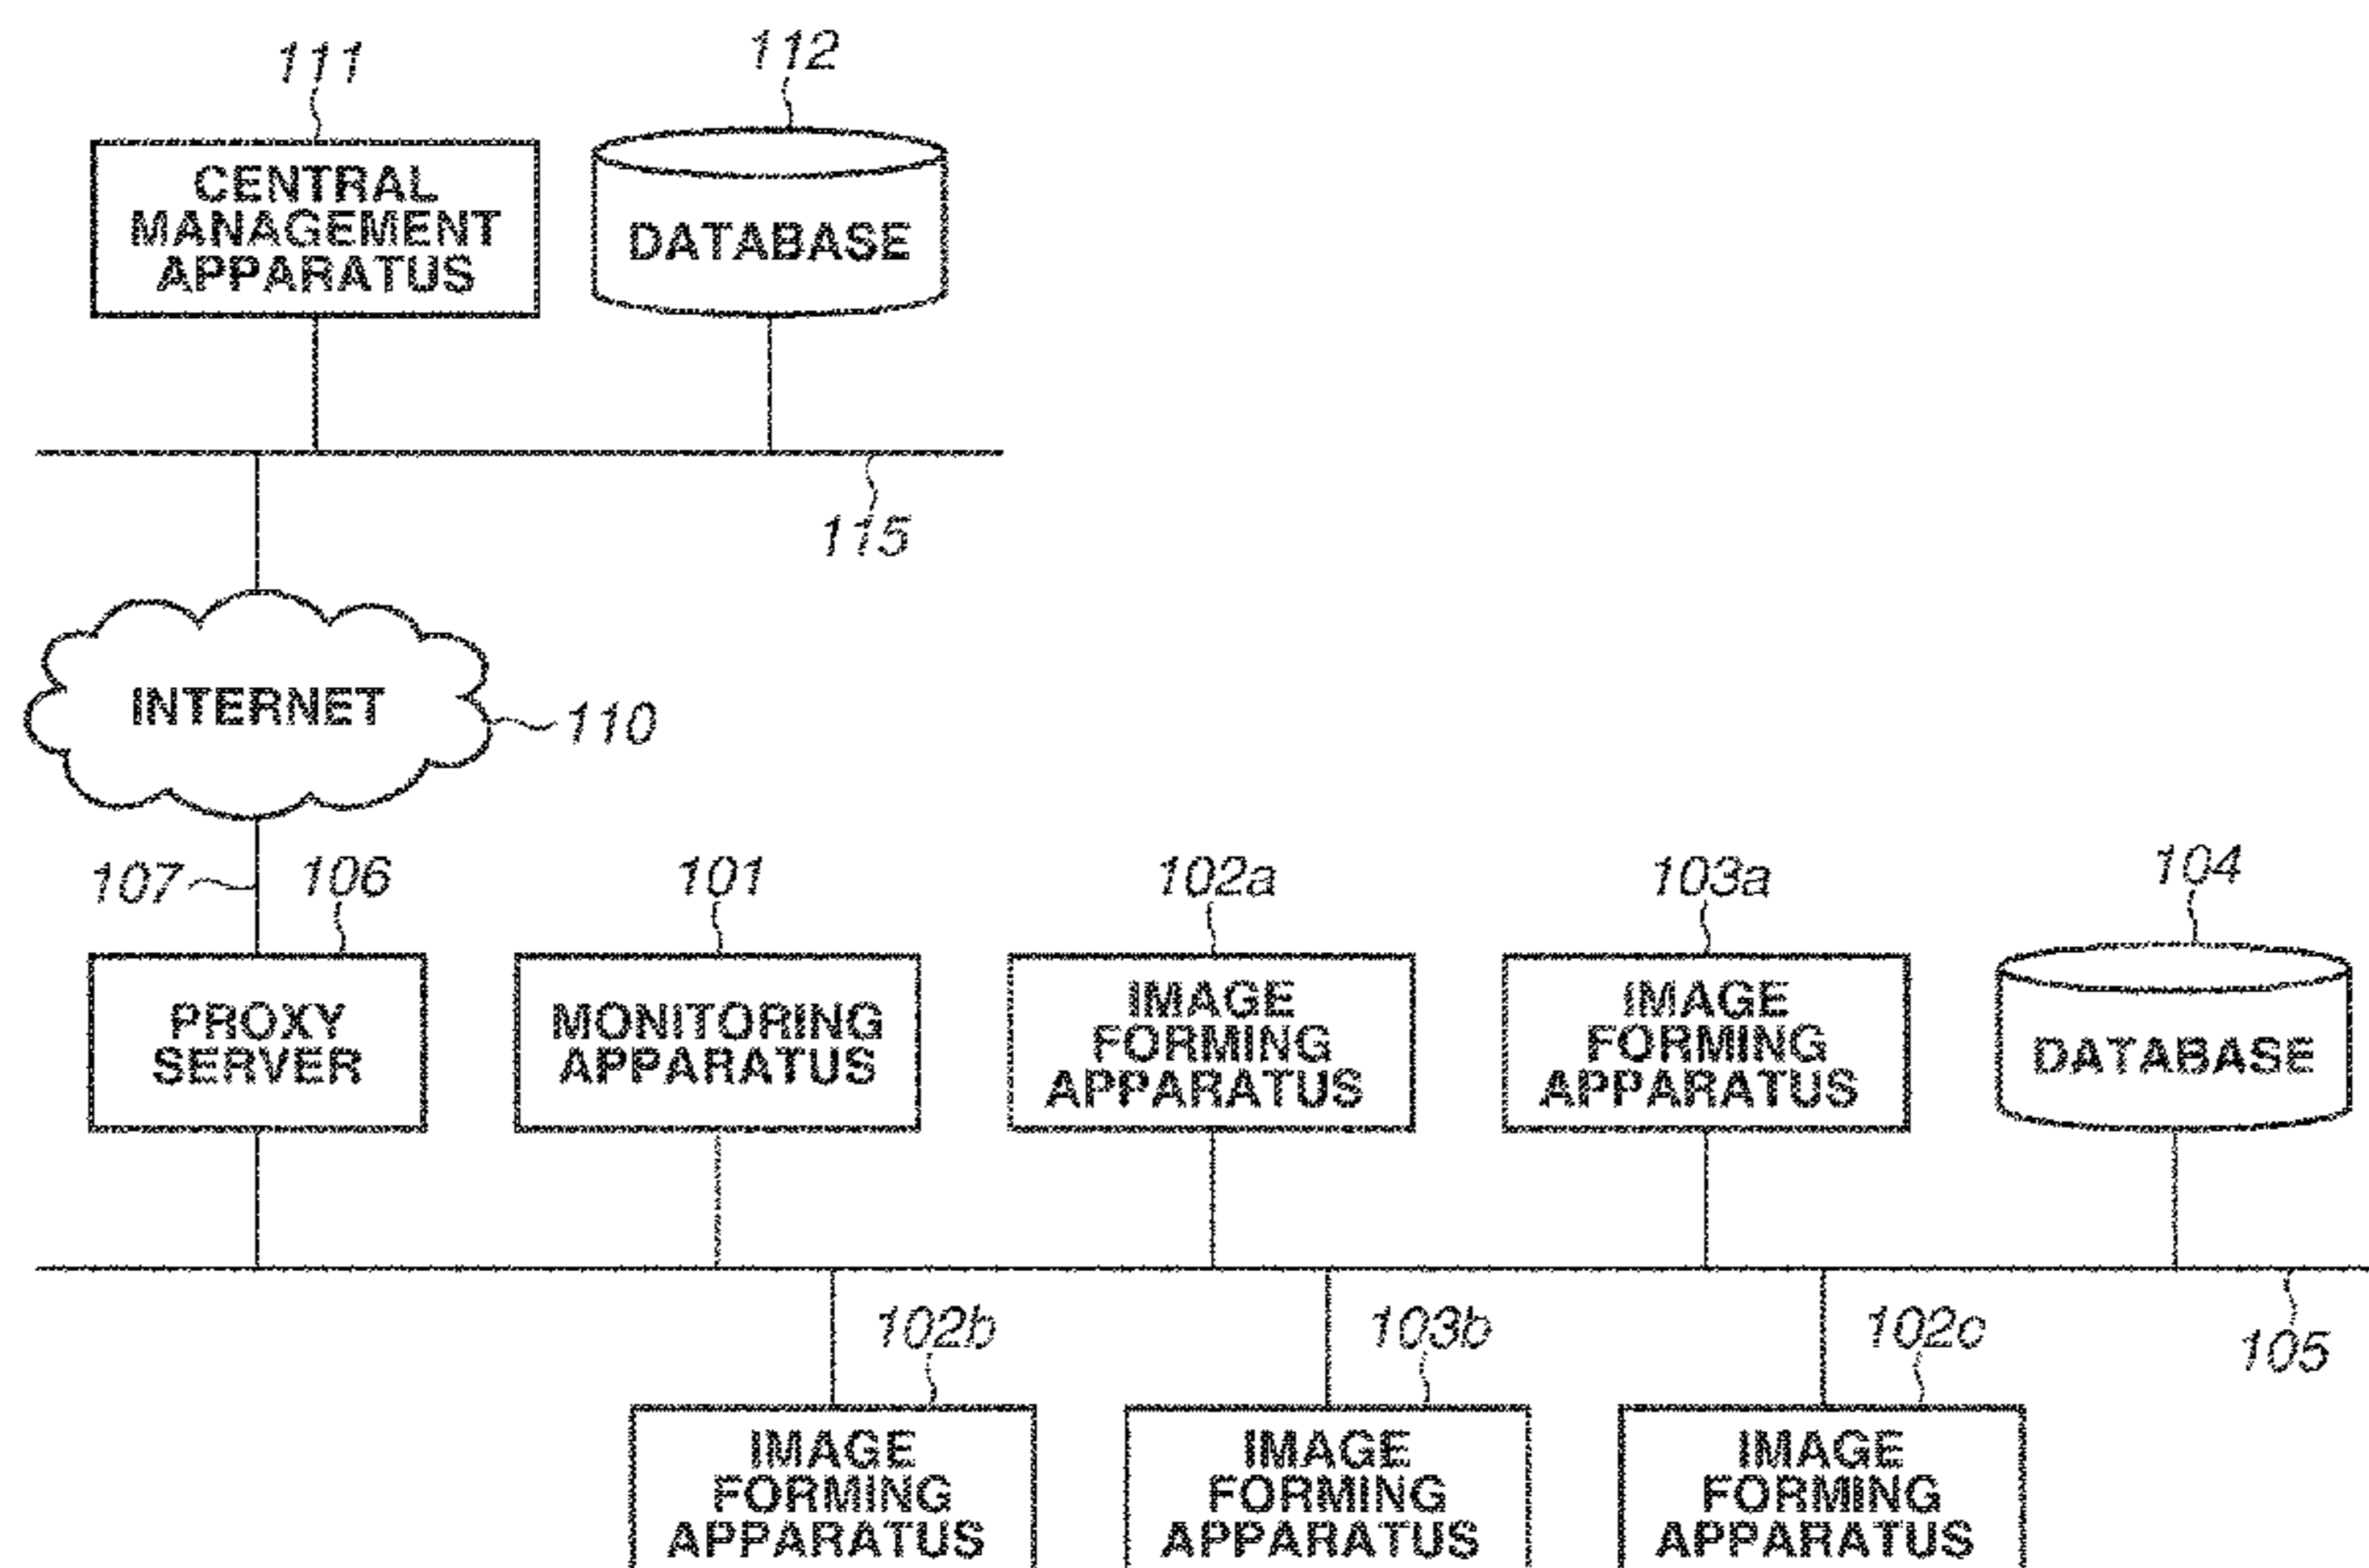 111
112
CENTRAL
MANAGEMENT
APPARATUS
DATABASE
115
INTERNET
110
107
106
101
102a
103a
104
PROXY
SERVER
MONITORING
APPARATUS
IMAGE
FORMING
APPARATUS
IMAGE
FORMING
APPARATUS
DATABASE
102b
103b
102c
105
IMAGE
FORMING
APPARATUS
IMAGE
FORMING
APPARATUS
IMAGE
FORMING
APPARATUS